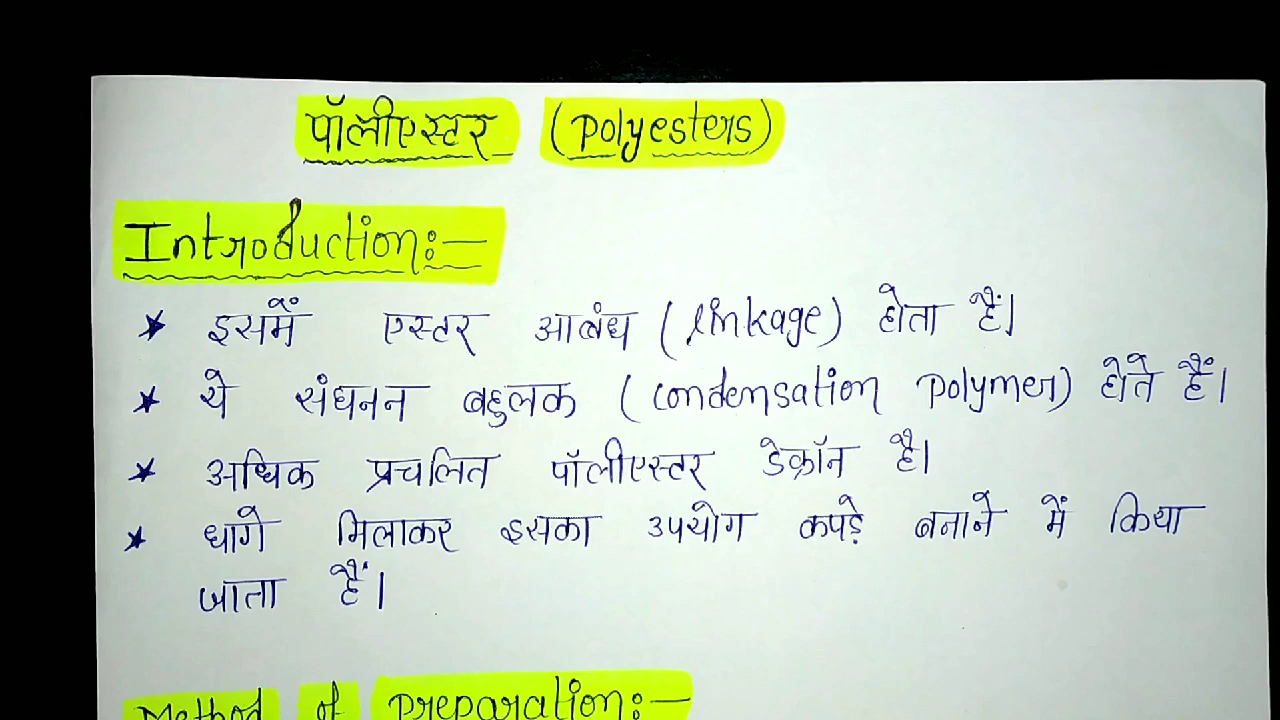 पॉलीएस्टर (polyesters)
Introduction:—
★ इसमें एस्टर आबंध (linkage) होता हैं।
★ ये संघनन बहुलक (condensation polymer) होते हैं।
★ अधिक प्रचलित पॉलीएस्टर डेक्रॉन है।
★ धागे मिलाकर इसका उपयोग कपड़े बनाने में किया
जाता हैं।
Method of preparation:—